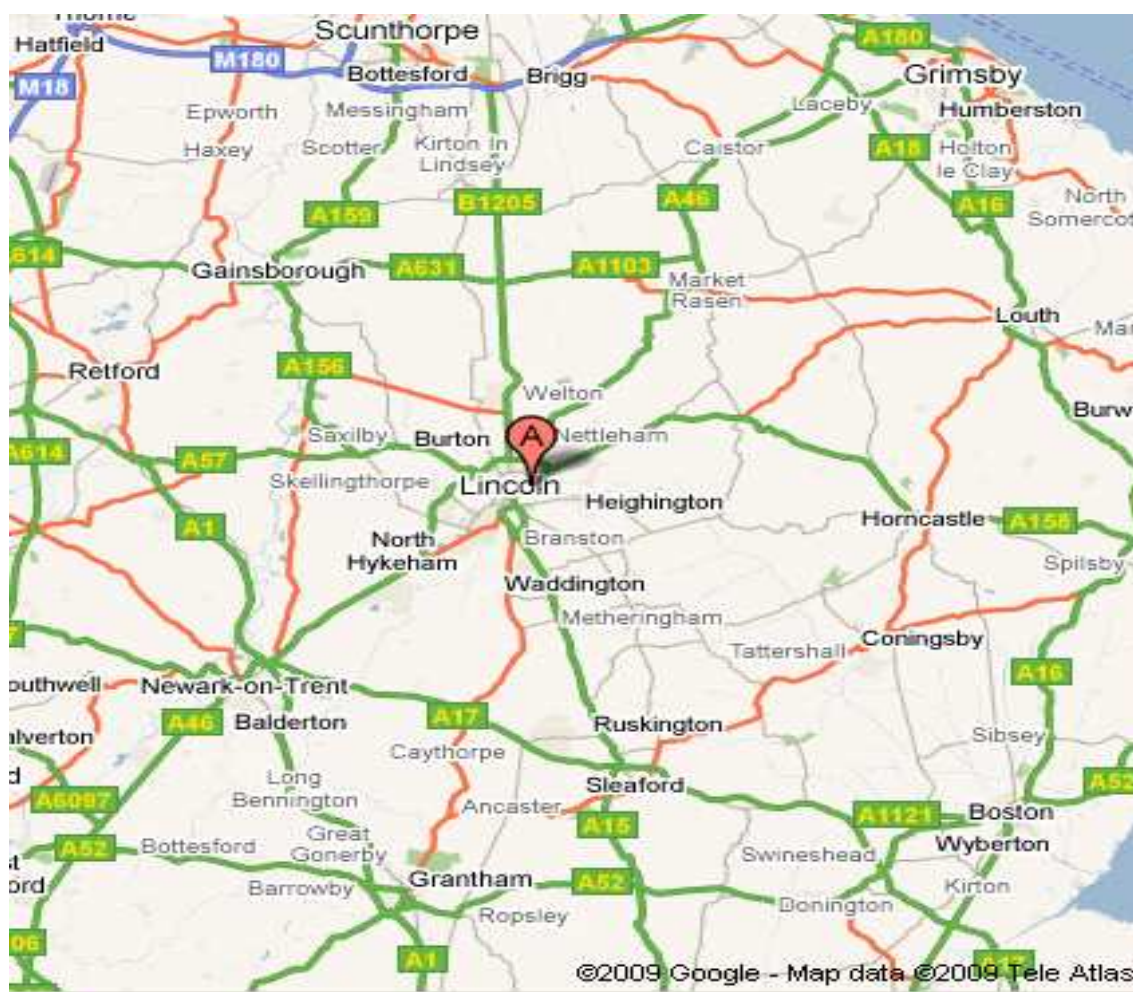 Thorne
Scunthorpe
Hatfield
A180
M180
Bottesford
Brigg
Grimsby
M18
Laceby
Humberston
Epworth
Messingham
Haxey
Scotter
Kirton In
Lindsey
Caistor
A18
Holton
le Clay
North
Somercot
A159
B1205
A46
A16
A614
Gainsborough
A631
A1103
Market
Rasen
Louth
Mar
Retford
A156
Welton
Burw
Saxilby
Burton
A
Nettleham
A614
A57
Skellingthorpe
Lincoln
Heighington
A1
North
Hykeham
Branston
Horncastle
A158
Spilsby
Waddington
Metheringham
Tattershall
Coningsby
outhwell
Newark-on-Trent
A16
A46
Balderton
A17
Ruskington
alverton
Caythorpe
Sibsey
d
Long
Bennington
Sleaford
A52
A6097
Ancaster
A1121
Boston
A52
Bottesford
Great
Gonerby
A15
Swineshead
Wyberton
st
ford
Barrowby
Grantham
A52
Kirton
Ropsley
Donington
06
A1
A17
©2009 Google - Map data ©2009 Tele Atlas